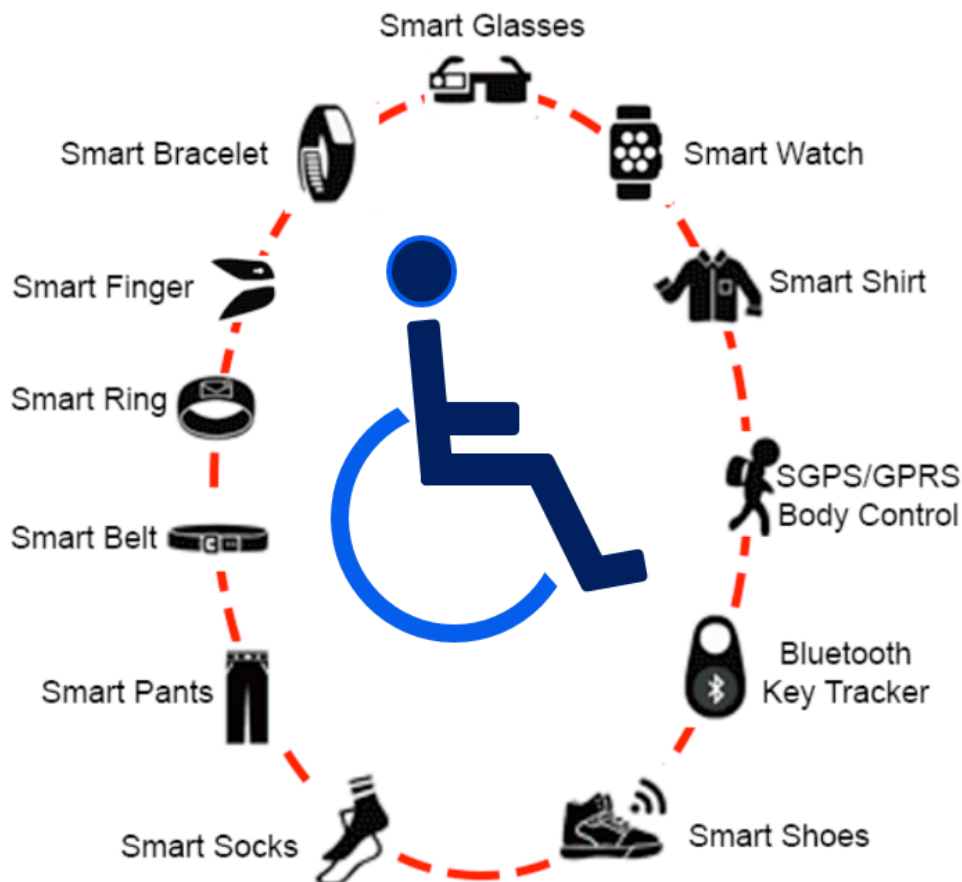 Smart Glasses
Smart Bracelet
Smart Watch
Smart Finger
Smart Shirt
Smart Ring
SGPS/GPRS
Body Control
Smart Belt
Bluetooth
Key Tracker
Smart Pants
Smart Socks
Smart Shoes